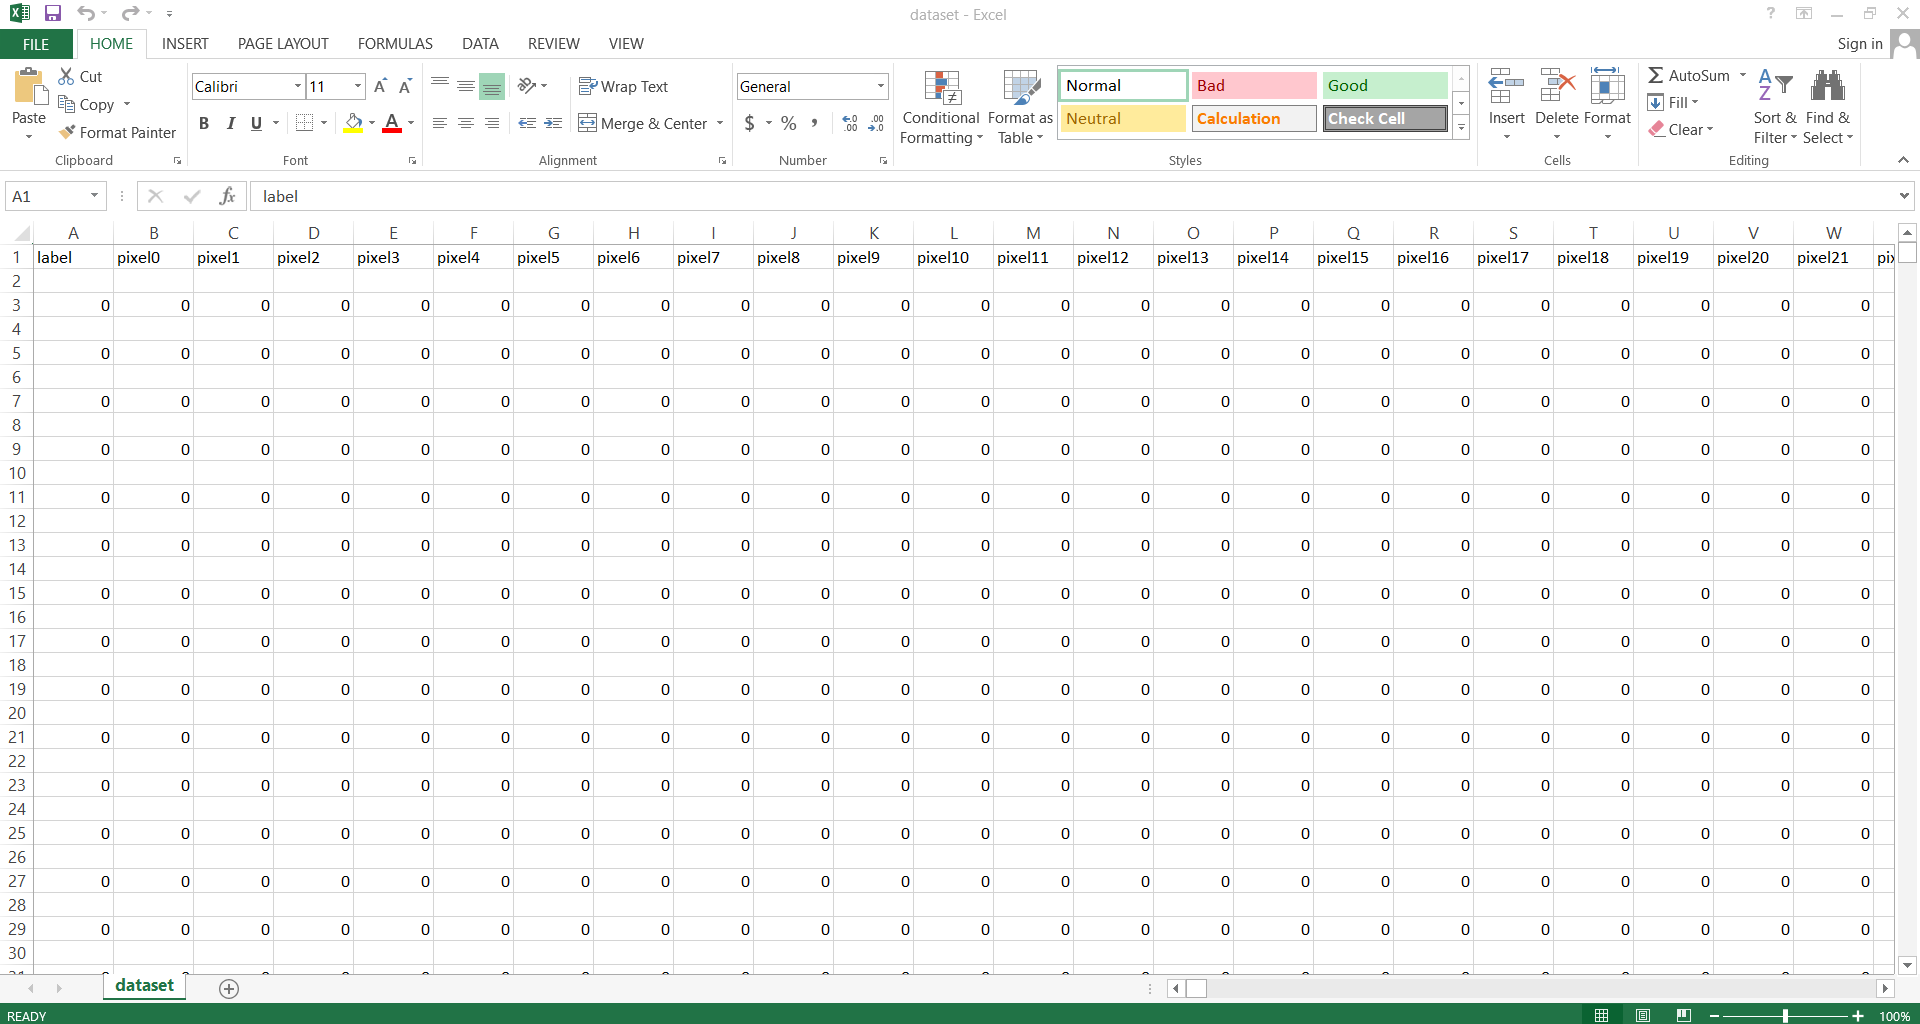 dataset - Excel
FILE HOME INSERT PAGE LAYOUT FORMULAS DATA REVIEW VIEW Sign in
Paste
Cut
Copy
Format Painter
Clipboard
Calibri 11
B I U
Font
Wrap Text
Merge & Center
Alignment
General
$ % ,
Number
Conditional Formatting
Format as Table
Normal Bad Good
Neutral Calculation Check Cell
Styles
Insert Delete Format
Cells
AutoSum
Fill
Clear
Sort & Filter
Find & Select
Editing
A1 fx label
A B C D E F G H I J K L M N O P Q R S T U V W
1 label pixel0 pixel1 pixel2 pixel3 pixel4 pixel5 pixel6 pixel7 pixel8 pixel9 pixel10 pixel11 pixel12 pixel13 pixel14 pixel15 pixel16 pixel17 pixel18 pixel19 pixel20 pixel21
2
3 0 0 0 0 0 0 0 0 0 0 0 0 0 0 0 0 0 0 0 0 0 0 0
4
5 0 0 0 0 0 0 0 0 0 0 0 0 0 0 0 0 0 0 0 0 0 0 0
6
7 0 0 0 0 0 0 0 0 0 0 0 0 0 0 0 0 0 0 0 0 0 0 0
8
9 0 0 0 0 0 0 0 0 0 0 0 0 0 0 0 0 0 0 0 0 0 0 0
10
11 0 0 0 0 0 0 0 0 0 0 0 0 0 0 0 0 0 0 0 0 0 0 0
12
13 0 0 0 0 0 0 0 0 0 0 0 0 0 0 0 0 0 0 0 0 0 0 0
14
15 0 0 0 0 0 0 0 0 0 0 0 0 0 0 0 0 0 0 0 0 0 0 0
16
17 0 0 0 0 0 0 0 0 0 0 0 0 0 0 0 0 0 0 0 0 0 0 0
18
19 0 0 0 0 0 0 0 0 0 0 0 0 0 0 0 0 0 0 0 0 0 0 0
20
21 0 0 0 0 0 0 0 0 0 0 0 0 0 0 0 0 0 0 0 0 0 0 0
22
23 0 0 0 0 0 0 0 0 0 0 0 0 0 0 0 0 0 0 0 0 0 0 0
24
25 0 0 0 0 0 0 0 0 0 0 0 0 0 0 0 0 0 0 0 0 0 0 0
26
27 0 0 0 0 0 0 0 0 0 0 0 0 0 0 0 0 0 0 0 0 0 0 0
28
29 0 0 0 0 0 0 0 0 0 0 0 0 0 0 0 0 0 0 0 0 0 0 0
30
dataset
READY 100%